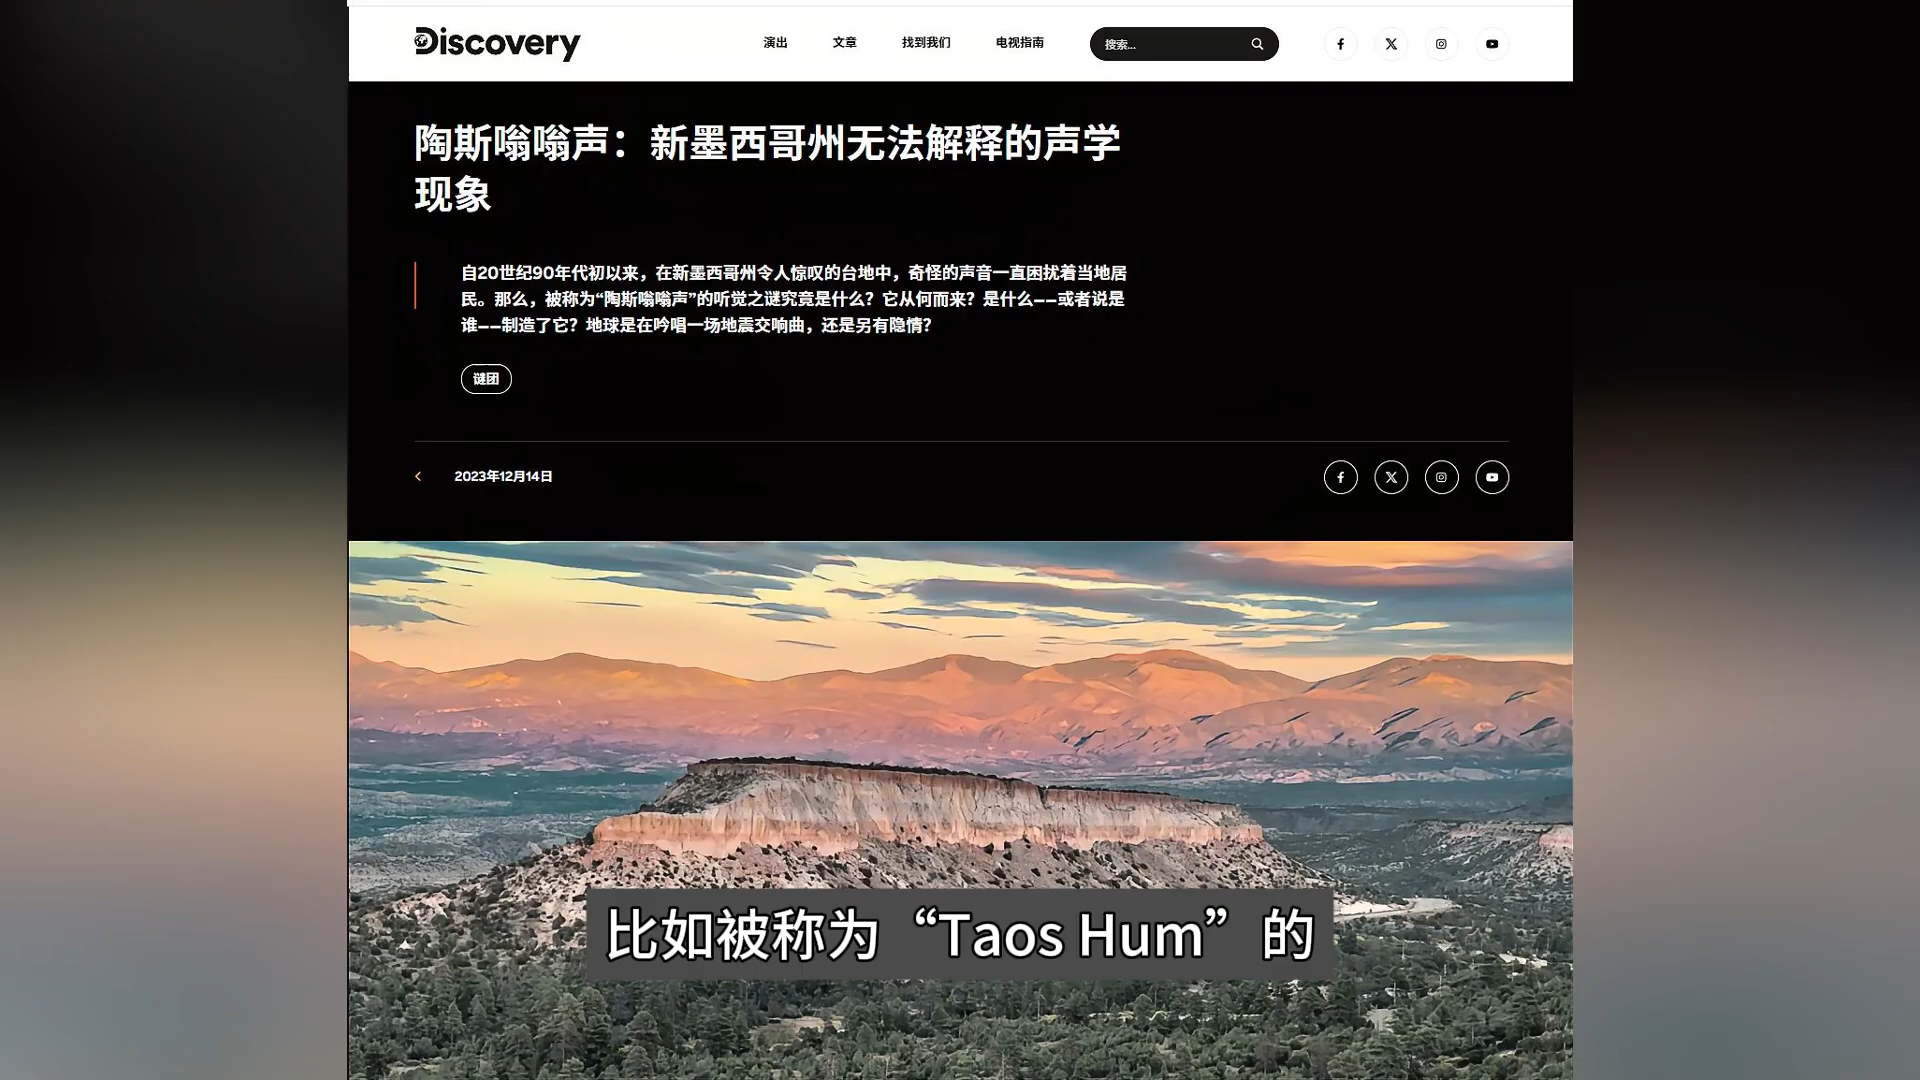 Discovery
演出 文章 找到我们 电视指南 搜索...
陶斯嗡嗡声：新墨西哥州无法解释的声学
现象
自20世纪90年代初以来，在新墨西哥州令人惊叹的台地中，奇怪的声音一直困扰着当地居
民。那么，被称为“陶斯嗡嗡声”的听觉之谜究竟是什么？它从何而来？是什么——或者说是
谁——制造了它？地球是在吟唱一场地震交响曲，还是另有隐情？
谜团
2023年12月14日
比如被称为“Taos Hum”的